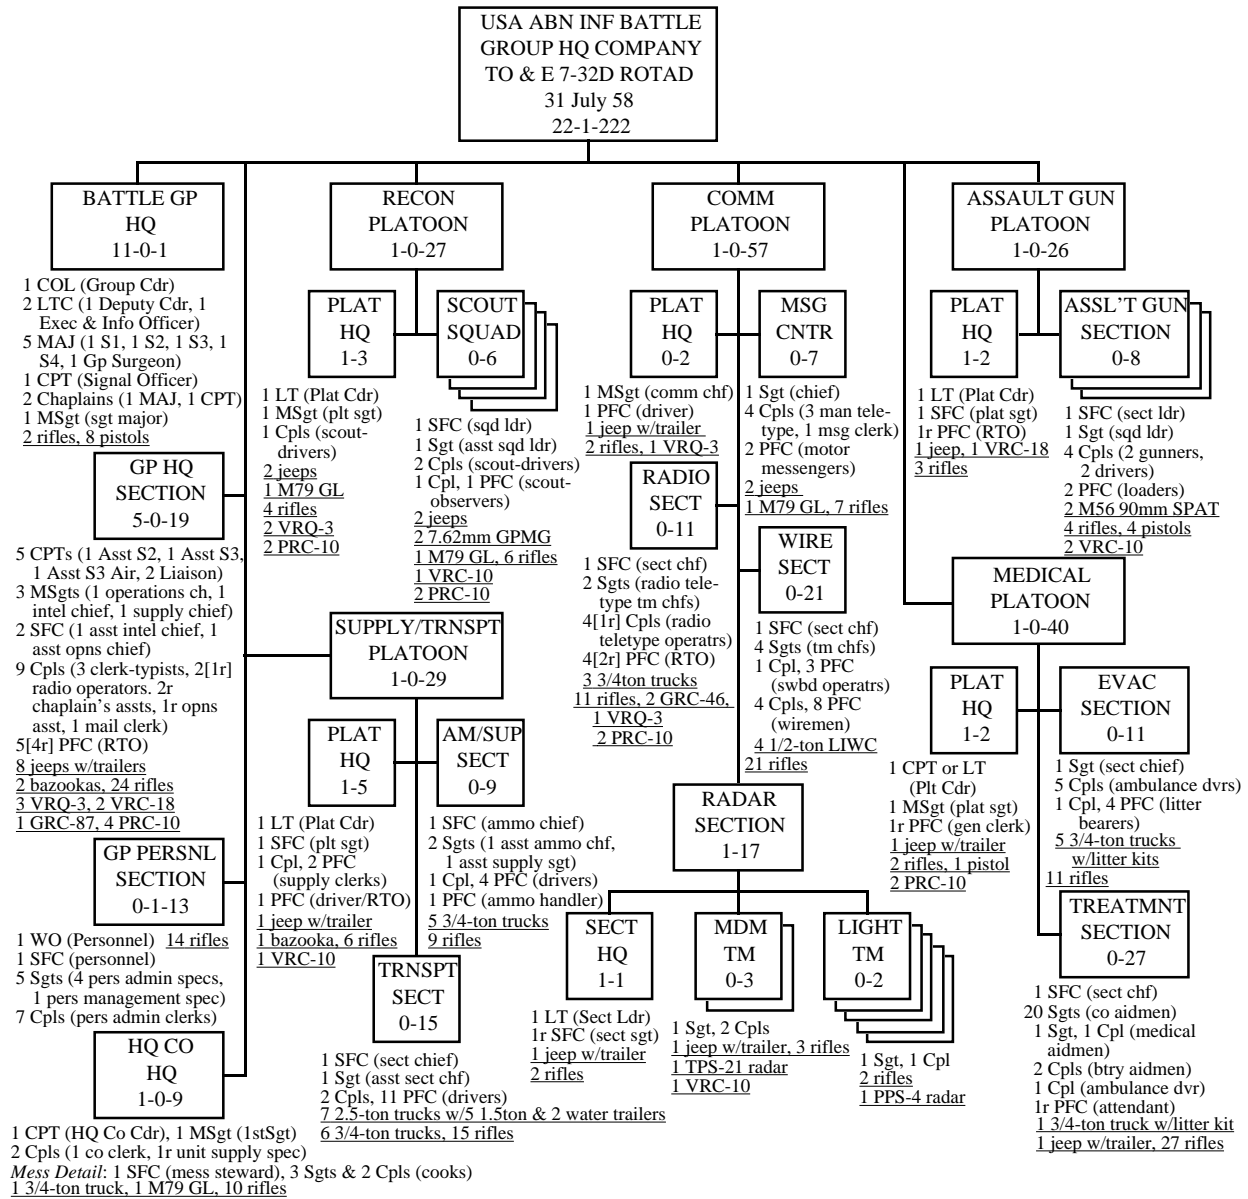 USA ABN INF BATTLE
GROUP HQ COMPANY
TO & E 7-32D ROTAD
31 July 58
22-1-222
BATTLE GP
HQ
11-0-1
1 COL (Group Cdr)
2 LTC (1 Deputy Cdr, 1
Exec & Info Officer)
5 MAJ (1 S1, 1 S2, 1 S3, 1
S4, 1 Gp Surgeon)
1 CPT (Signal Officer)
2 Chaplains (1 MAJ, 1 CPT)
1 MSgt (sgt major)
2 rifles, 8 pistols
GP HQ
SECTION
5-0-19
5 CPTs (1 Asst S2, 1 Asst S3,
1 Asst S3 Air, 2 Liaison)
3 MSgts (1 operations ch, 1
intel chief, 1 supply chief)
2 SFC (1 asst intel chief, 1
asst opns chief)
9 Cpls (3 clerk-typists, 2[1r]
radio operators. 2r
chaplain's assts, 1r opns
asst, 1 mail clerk)
5[4r] PFC (RTO)
8 jeeps w/trailers
2 bazookas, 24 rifles
3 VRQ-3, 2 VRC-18
1 GRC-87, 4 PRC-10
GP PERSNL
SECTION
0-1-13
1 WO (Personnel) 14 rifles
1 SFC (personnel)
5 Sgts (4 pers admin specs,
1 pers management spec)
7 Cpls (pers admin clerks)
HQ CO
HQ
1-0-9
1 CPT (HQ Co Cdr), 1 MSgt (1stSgt)
2 Cpls (1 co clerk, 1r unit supply spec)
Mess Detail: 1 SFC (mess steward), 3 Sgts & 2 Cpls (cooks)
1 3/4-ton truck, 1 M79 GL, 10 rifles
RECON
PLATOON
1-0-27
PLAT
HQ
1-3
1 LT (Plat Cdr)
1 MSgt (plt sgt)
1 Cpls (scout-
drivers)
2 jeeps
1 M79 GL
4 rifles
2 VRQ-3
2 PRC-10
SCOUT
SQUAD
0-6
1 SFC (sqd ldr)
1 Sgt (asst sqd ldr)
2 Cpls (scout-drivers)
1 Cpl, 1 PFC (scout-
observers)
2 jeeps
2 7.62mm GPMG
1 M79 GL, 6 rifles
1 VRC-10
2 PRC-10
SUPPLY/TRNSPT
PLATOON
1-0-29
PLAT
HQ
1-5
1 LT (Plat Cdr)
1 SFC (plt sgt)
1 Cpl, 2 PFC
(supply clerks)
1 PFC (driver/RTO)
1 jeep w/trailer
1 bazooka, 6 rifles
1 VRC-10
AM/SUP
SECT
0-9
1 SFC (ammo chief)
2 Sgts (1 asst ammo chf,
1 asst supply sgt)
1 Cpl, 4 PFC (drivers)
1 PFC (ammo handler)
5 3/4-ton trucks
9 rifles
TRNSPT
SECT
0-15
1 SFC (sect chief)
1 Sgt (asst sect chf)
2 Cpls, 11 PFC (drivers)
7 2.5-ton trucks w/5 1.5ton & 2 water trailers
6 3/4-ton trucks, 15 rifles
COMM
PLATOON
1-0-57
PLAT
HQ
0-2
1 MSgt (comm chf)
1 PFC (driver)
1 jeep w/trailer
2 rifles, 1 VRQ-3
MSG
CNTR
0-7
1 Sgt (chief)
4 Cpls (3 man tele-
type, 1 msg clerk)
2 PFC (motor
messengers)
2 jeeps
1 M79 GL, 7 rifles
RADIO
SECT
0-11
1 SFC (sect chf)
2 Sgts (radio tele-
type tm chfs)
4[1r] Cpls (radio
teletype operatrs)
4[2r] PFC (RTO)
3 3/4ton trucks
11 rifles, 2 GRC-46,
1 VRQ-3
2 PRC-10
WIRE
SECT
0-21
1 SFC (sect chf)
4 Sgts (tm chfs)
1 Cpl, 3 PFC
(swbd operatrs)
4 Cpls, 8 PFC
(wiremen)
4 1/2-ton LIWC
21 rifles
RADAR
SECTION
1-17
SECT
HQ
1-1
1 LT (Sect Ldr)
1r SFC (sect sgt)
1 jeep w/trailer
2 rifles
MDM
TM
0-3
1 Sgt, 2 Cpls
1 jeep w/trailer, 3 rifles
1 TPS-21 radar
1 VRC-10
LIGHT
TM
0-2
1 Sgt, 1 Cpl
2 rifles
1 PPS-4 radar
ASSAULT GUN
PLATOON
1-0-26
PLAT
HQ
1-2
1 LT (Plat Cdr)
1 SFC (plat sgt)
1r PFC (RTO)
1 jeep, 1 VRC-18
3 rifles
ASSL'T GUN
SECTION
0-8
1 SFC (sect ldr)
1 Sgt (sqd ldr)
4 Cpls (2 gunners,
2 drivers)
2 PFC (loaders)
2 M56 90mm SPAT
4 rifles, 4 pistols
2 VRC-10
MEDICAL
PLATOON
1-0-40
PLAT
HQ
1-2
1 CPT or LT
(Plt Cdr)
1 MSgt (plat sgt)
1r PFC (gen clerk)
1 jeep w/trailer
2 rifles, 1 pistol
2 PRC-10
EVAC
SECTION
0-11
1 Sgt (sect chief)
5 Cpls (ambulance dvrs)
1 Cpl, 4 PFC (litter
bearers)
5 3/4-ton trucks
w/litter kits
11 rifles
TREATMNT
SECTION
0-27
1 SFC (sect chf)
20 Sgts (co aidmen)
1 Sgt, 1 Cpl (medical
aidmen)
2 Cpls (btry aidmen)
1 Cpl (ambulance dvr)
1r PFC (attendant)
1 3/4-ton truck w/litter kit
1 jeep w/trailer, 27 rifles